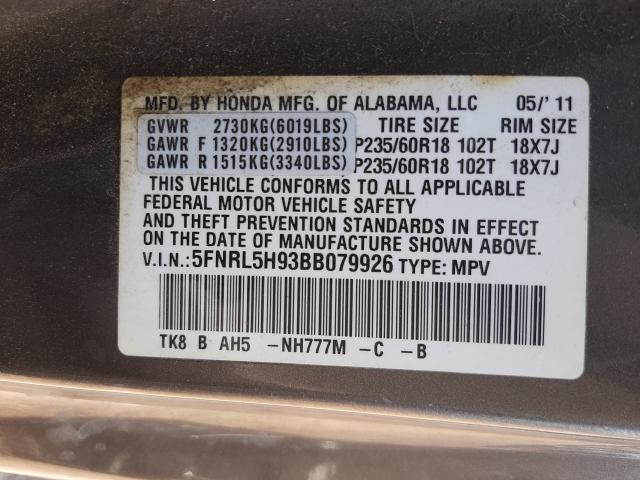 MFD. BY HONDA MFG. OF ALABAMA, LLC 05/'11
GVWR 2730KG(6019LBS) TIRE SIZE RIM SIZE
GAWR F 1320KG(2910LBS) P235/60R18 102T 18X7J
GAWR R 1515KG(3340LBS) P235/60R18 102T 18X7J
THIS VEHICLE CONFORMS TO ALL APPLICABLE
FEDERAL MOTOR VEHICLE SAFETY
AND THEFT PREVENTION STANDARDS IN EFFECT
ON THE DATE OF MANUFACTURE SHOWN ABOVE.
V.I.N.:5FNRL5H93BB079926 TYPE: MPV
TK8 B AH5 -NH777M -C -B